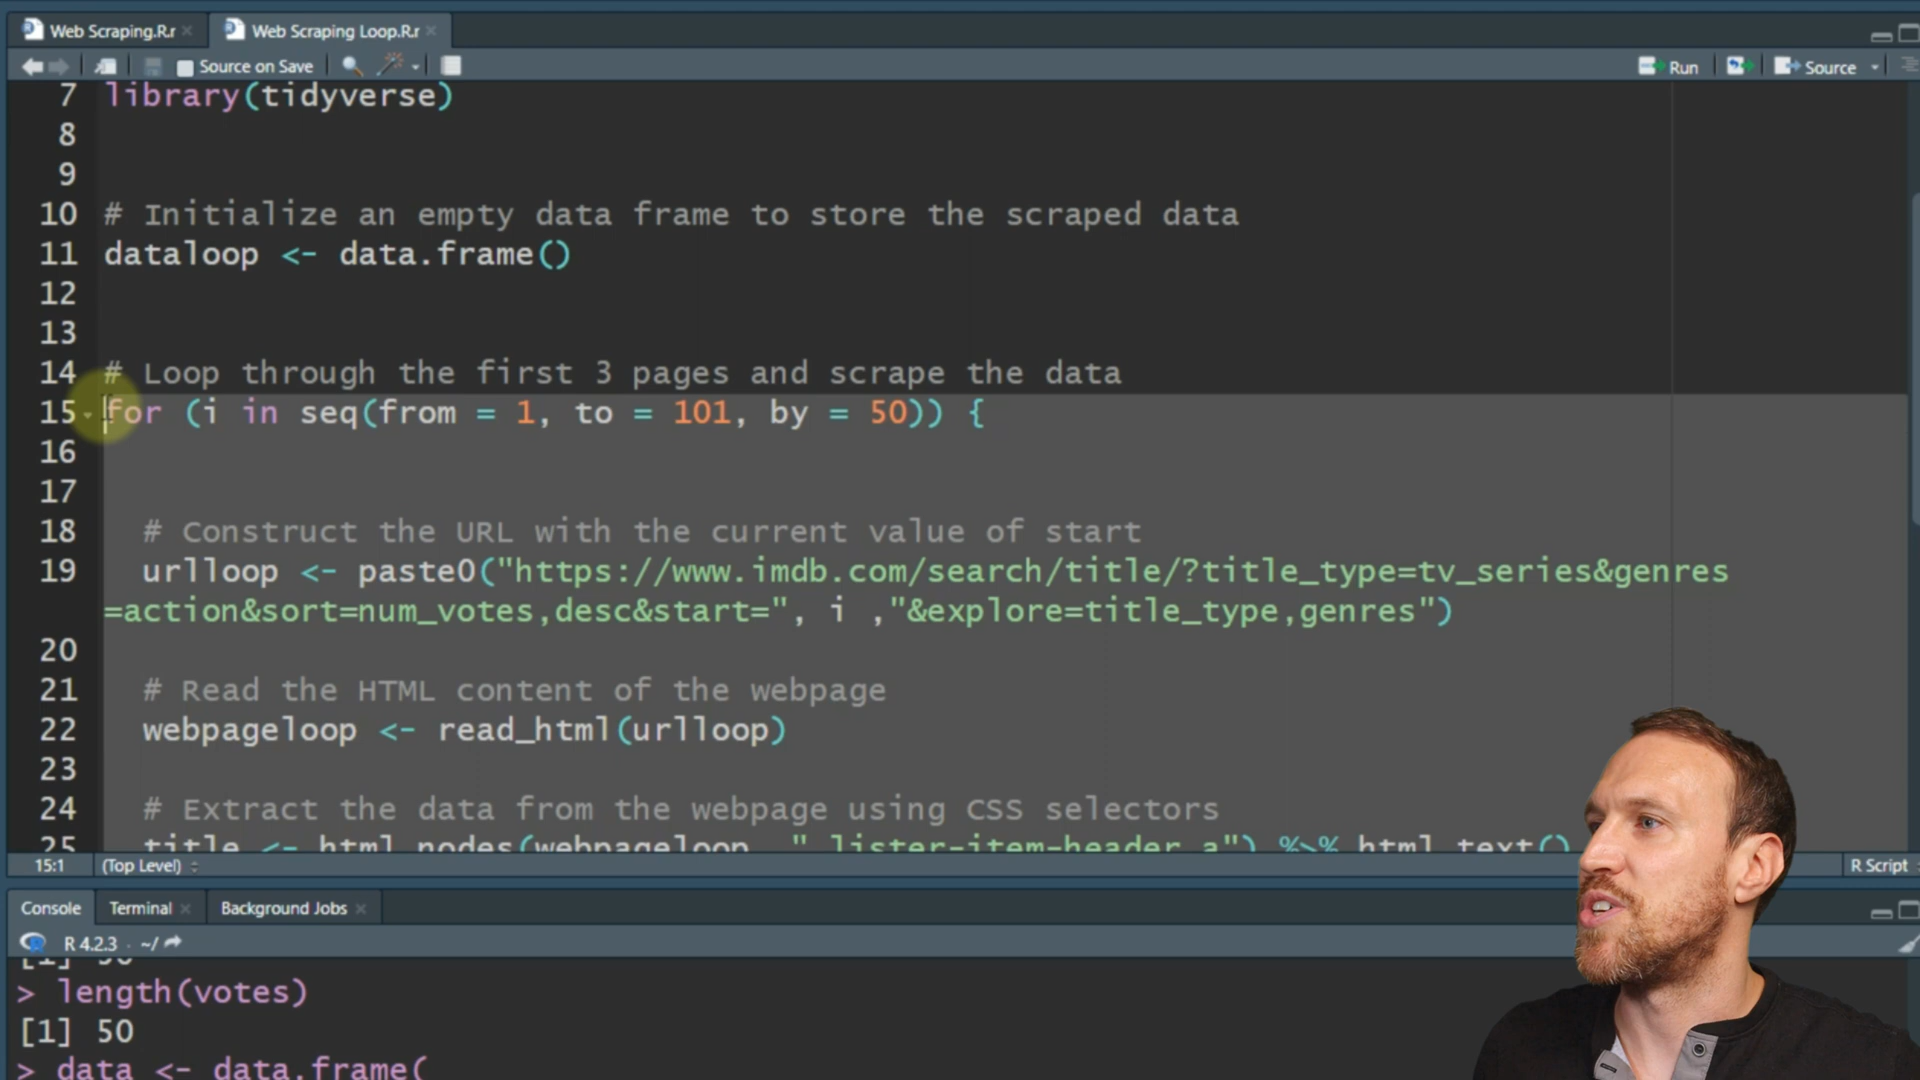 Web Scraping.R.r × Web Scraping Loop.R.r ×
Source on Save Run Source
7 library(tidyverse)
8
9
10 # Initialize an empty data frame to store the scraped data
11 dataloop <- data.frame()
12
13
14 # Loop through the first 3 pages and scrape the data
15 for (i in seq(from = 1, to = 101, by = 50)) {
16
17
18 # Construct the URL with the current value of start
19 urlloop <- paste0("https://www.imdb.com/search/title/?title_type=tv_series&genres
=action&sort=num_votes,desc&start=", i ,"&explore=title_type,genres")
20
21 # Read the HTML content of the webpage
22 webpageloop <- read_html(urlloop)
23
24 # Extract the data from the webpage using CSS selectors
25 title <- html_nodes(webpageloop, ".lister-item-header a") %>% html_text()
15:1 (Top Level) R Script
Console Terminal × Background Jobs ×
R 4.2.3 · ~/
[1] 50
> length(votes)
[1] 50
> data <- data.frame(